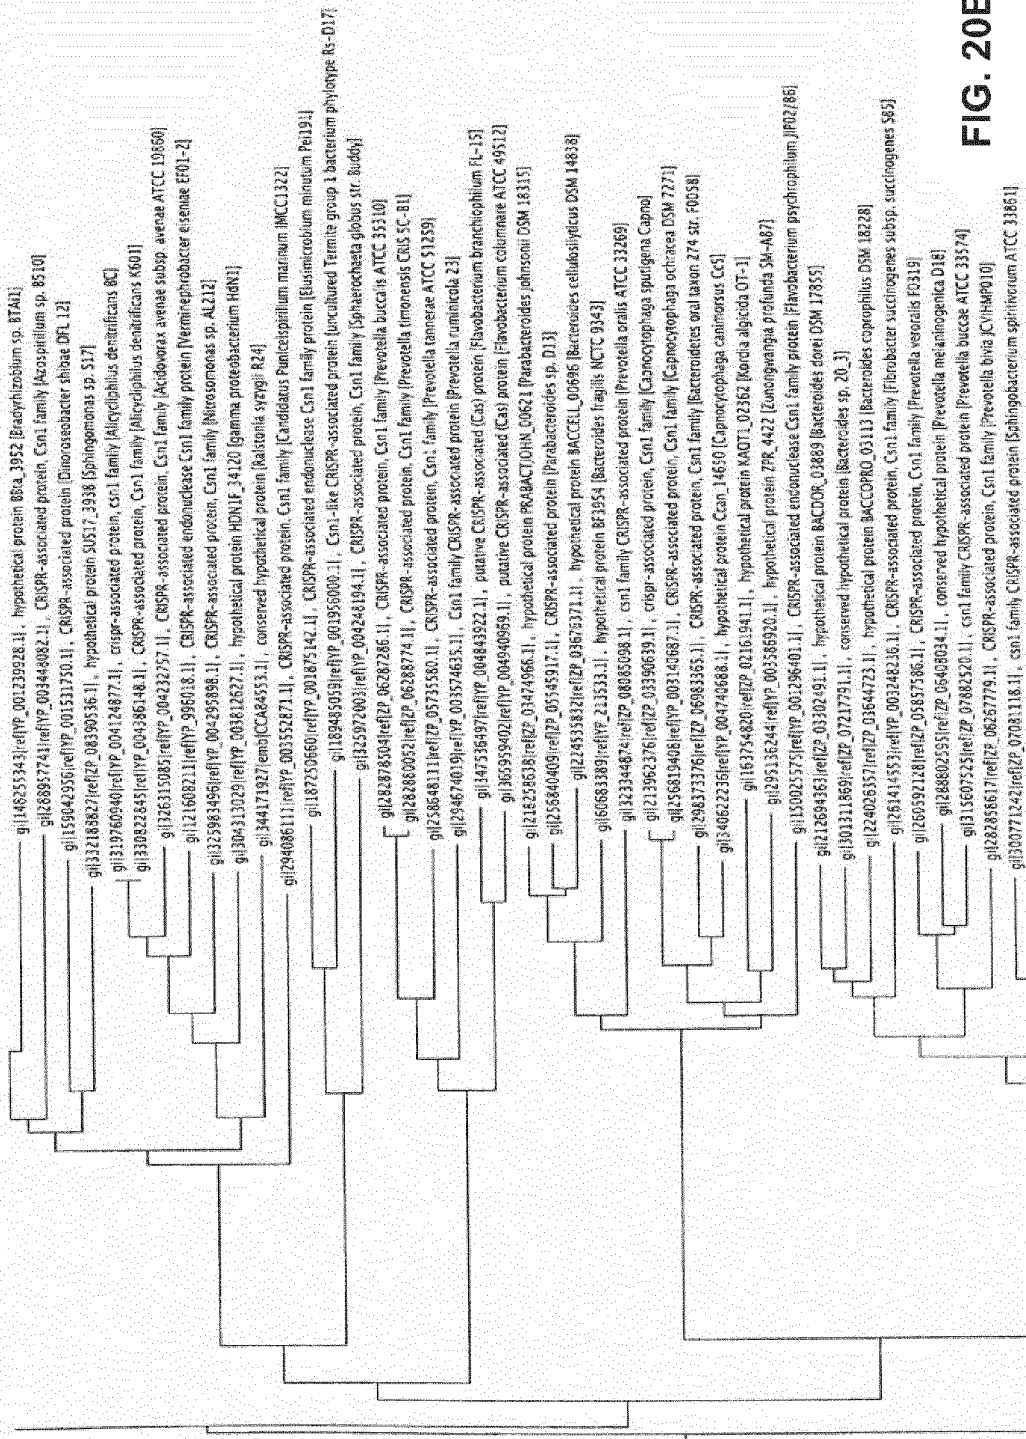 gi|148255343|ref|YP_001239928.1|, hypothetical protein BBta_3952 [Bradyrhizobium sp. BTAi1]
gi|288957741|ref|YP_003448082.1|, CRISPR-associated protein, Csn1 family [Azospirillum sp. B510]
gi|159042956|ref|YP_001531750.1|, CRISPR-associated protein [Dinoroseobacter shibae DFL 12]
gi|332188827|ref|ZP_08390536.1|, hypothetical protein SUS17_3938 [Sphingomonas sp. S17]
gi|319760940|ref|YP_004124877.1|, crispr-associated protein, csn1 family [Alicycliphilus denitrificans BC]
gi|330822845|ref|YP_004386148.1|, CRISPR-associated protein, Csn1 family [Alicycliphilus denitrificans K601]
gi|326315085|ref|YP_004232757.1|, CRISPR-associated protein, Csn1 family [Acidovorax avenae subsp. avenae ATCC 19860]
gi|121608211|ref|YP_996018.1|, CRISPR-associated endonuclease Csn1 family protein [Verminephrobacter eiseniae EF01-2]
gi|325983496|ref|YP_004295898.1|, CRISPR-associated protein, Csn1 family [Nitrosomonas sp. AL212]
gi|304313029|ref|YP_003812627.1|, hypothetical protein HDN1F_34120 [gamma proteobacterium HdN1]
gi|344171927|emb|CCA84553.1|, conserved hypothetical protein [Ralstonia syzygii R24]
gi|294086111|ref|YP_003552871.1|, CRISPR-associated protein, Csn1 family [Candidatus Puniceispirillum marinum IMCC1322]
gi|187250660|ref|YP_001875142.1|, CRISPR-associated endonuclease Csn1 family protein [Elusimicrobium minutum Pei191]
gi|189485059|ref|YP_001956000.1|, Csn1-like CRISPR-associated protein [uncultured Termite group 1 bacterium phylotype Rs-D17]
gi|325972003|ref|YP_004248194.1|, CRISPR-associated protein, Csn1 family [Sphaerochaeta globus str. Buddy]
gi|282878504|ref|ZP_06287286.1|, CRISPR-associated protein, Csn1 family [Prevotella buccalis ATCC 35310]
gi|282880052|ref|ZP_06288774.1|, CRISPR-associated protein, Csn1 family [Prevotella timonensis CRIS 5C-B1]
gi|258648111|ref|ZP_05735580.1|, CRISPR-associated protein, Csn1 family [Prevotella tannerae ATCC 51259]
gi|294674019|ref|YP_003574635.1|, Csn1 family CRISPR-associated protein [Prevotella ruminicola 23]
gi|347536497|ref|YP_004843922.1|, putative CRISPR-associated (Cas) protein [Flavobacterium branchiophilum FL-15]
gi|365959402|ref|YP_004940969.1|, putative CRISPR-associated (Cas) protein [Flavobacterium columnare ATCC 49512]
gi|218258638|ref|ZP_03474966.1|, hypothetical protein PRABACTJOHN_00621 [Parabacteroides johnsonii DSM 18315]
gi|256840409|ref|ZP_05545917.1|, CRISPR-associated protein [Parabacteroides sp. D13]
gi|224535832|ref|ZP_03678371.1|, hypothetical protein BACCELL_00696 [Bacteroides cellulosilyticus DSM 14838]
gi|60683389|ref|YP_213533.1|, hypothetical protein BF3954 [Bacteroides fragilis NCTC 9343]
gi|323344874|ref|ZP_08085098.1|, csn1 family CRISPR-associated protein [Prevotella oralis ATCC 33269]
gi|213962376|ref|ZP_03390639.1|, crispr-associated protein, Csn1 family [Capnocytophaga sputigena Capno]
gi|256819408|ref|YP_003140687.1|, CRISPR-associated protein, Csn1 family [Capnocytophaga ochracea DSM 7271]
gi|298373376|ref|ZP_06983365.1|, CRISPR-associated protein, Csn1 family [Bacteroidetes oral taxon 274 str. F0058]
gi|340622236|ref|YP_004740688.1|, hypothetical protein Ccan_14650 [Capnocytophaga canimorsus Cc5]
gi|163754820|ref|ZP_02161941.1|, hypothetical protein KAOT1_02362 [Kordia algicida OT-1]
gi|295136244|ref|YP_003586920.1|, hypothetical protein ZPR_4422 [Zunongwangia profunda SM-A87]
gi|150025575|ref|YP_001296401.1|, CRISPR-associated endonuclease Csn1 family protein [Flavobacterium psychrophilum JIP02/86]
gi|212694363|ref|ZP_03302491.1|, hypothetical protein BACDOR_03889 [Bacteroides dorei DSM 17855]
gi|301311869|ref|ZP_07217791.1|, conserved hypothetical protein [Bacteroides sp. 20_3]
gi|224026357|ref|ZP_03644723.1|, hypothetical protein BACCOPRO_03113 [Bacteroides coprophilus DSM 18228]
gi|261414553|ref|YP_003248236.1|, CRISPR-associated protein, Csn1 family [Fibrobacter succinogenes subsp. succinogenes S85]
gi|260592128|ref|ZP_05857586.1|, CRISPR-associated protein, Csn1 family [Prevotella veroralis F0319]
gi|288802595|ref|ZP_06408034.1|, conserved hypothetical protein [Prevotella melaninogenica D18]
gi|315607525|ref|ZP_07882520.1|, csn1 family CRISPR-associated protein [Prevotella buccae ATCC 33574]
gi|282858617|ref|ZP_06267779.1|, CRISPR-associated protein, Csn1 family [Prevotella bivia JCVIHMP010]
gi|300771242|ref|ZP_07081118.1|, csn1 family CRISPR-associated protein [Sphingobacterium spiritivorum ATCC 33861]
FIG. 20E